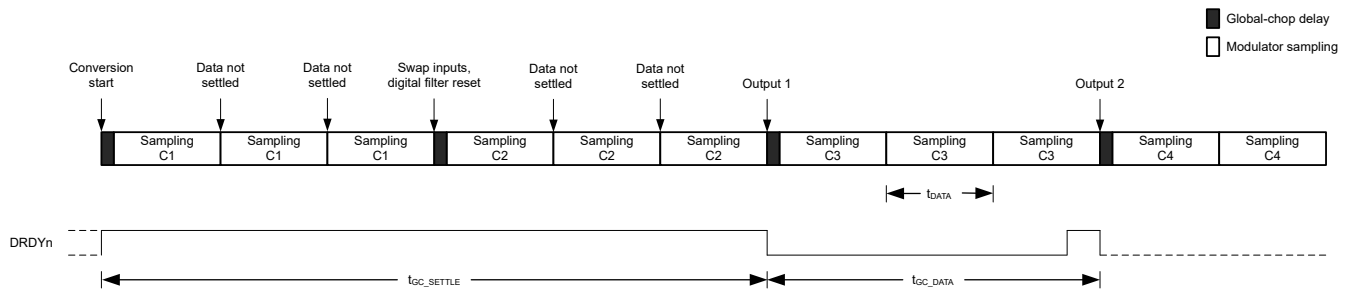 Global-chop delay
Modulator sampling
Conversion
start
Data not
settled
Data not
settled
Swap inputs,
digital filter reset
Data not
settled
Data not
settled
Output 1
Output 2
Sampling
C1
Sampling
C1
Sampling
C1
Sampling
C2
Sampling
C2
Sampling
C2
Sampling
C3
Sampling
C3
Sampling
C3
Sampling
C4
Sampling
C4
tDATA
DRDYn
tGC_SETTLE
tGC_DATA